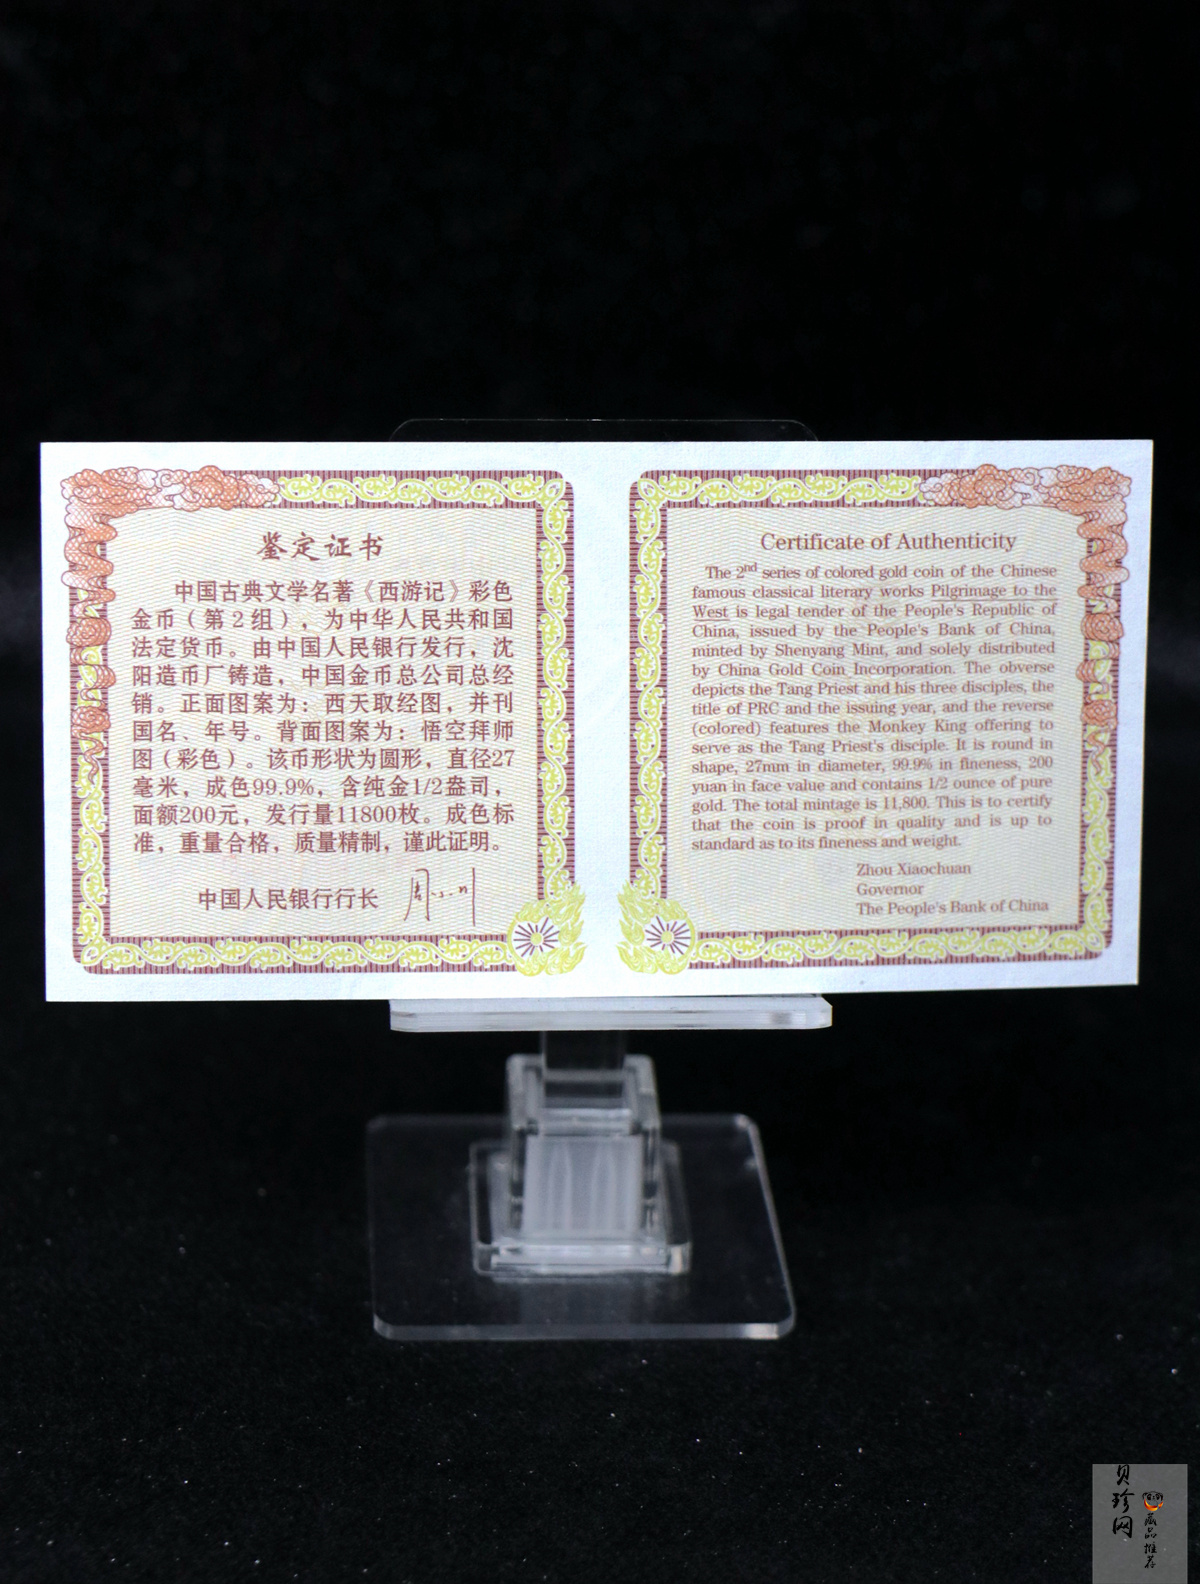 鉴定证书
中国古典文学名著《西游记》彩色
金币（第2组），为中华人民共和国
法定货币。由中国人民银行发行，沈
阳造币厂铸造，中国金币总公司总经
销。正面图案为：西天取经图，并刊
国名、年号。背面图案为：悟空拜师
图（彩色）。该币形状为圆形，直径27
毫米，成色99.9%，含纯金1/2盎司，
面额200元，发行量11800枚。成色标
准，重量合格，质量精制，谨此证明。
中国人民银行行长 周小川
Certificate of Authenticity
The 2nd series of colored gold coin of the Chinese
famous classical literary works Pilgrimage to the
West is legal tender of the People's Republic of
China, issued by the People's Bank of China,
minted by Shenyang Mint, and solely distributed
by China Gold Coin Incorporation. The obverse
depicts the Tang Priest and his three disciples, the
title of PRC and the issuing year, and the reverse
(colored) features the Monkey King offering to
serve as the Tang Priest's disciple. It is round in
shape, 27mm in diameter, 99.9% in fineness, 200
yuan in face value and contains 1/2 ounce of pure
gold. The total mintage is 11,800. This is to certify
that the coin is proof in quality and is up to
standard as to its fineness and weight.
Zhou Xiaochuan
Governor
The People's Bank of China
贝珍网
藏品推荐